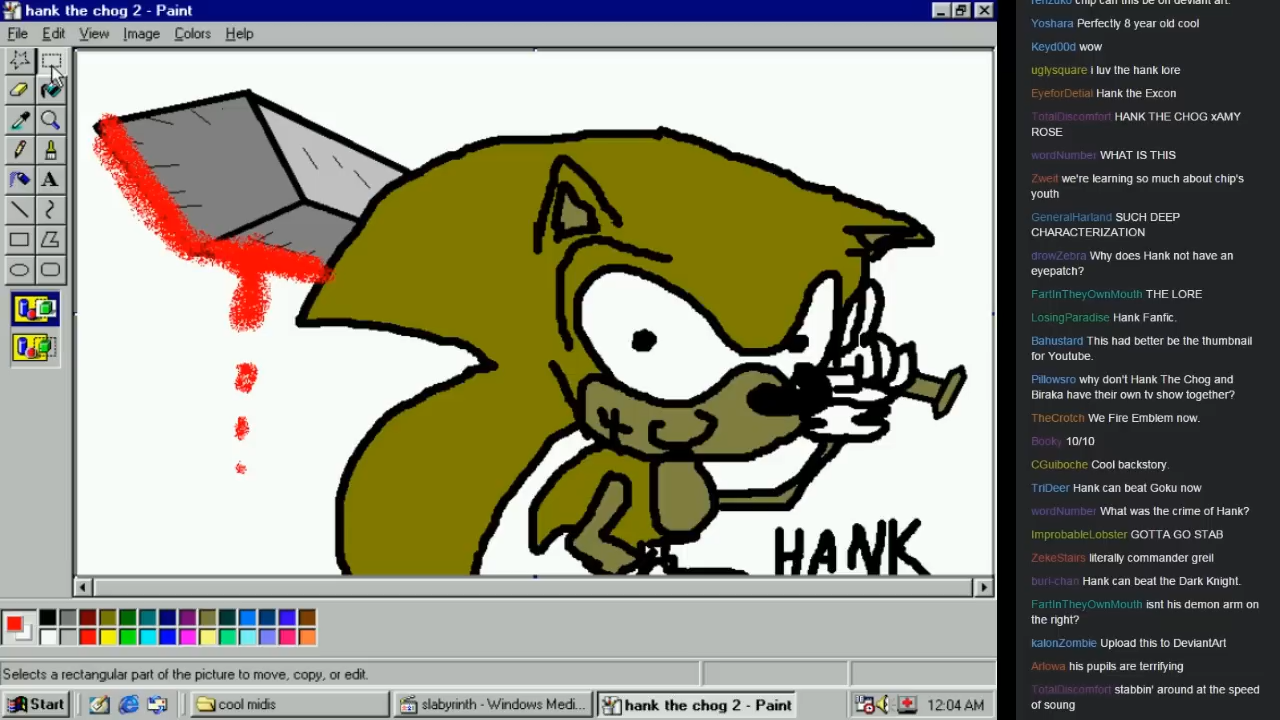 hank the chog 2 - Paint
File Edit View Image Colors Help
HANK
Selects a rectangular part of the picture to move, copy, or edit.
Start
cool midis
slabyrinth - Windows Medi...
hank the chog 2 - Paint
12:04 AM
renzuko chip can this be on deviant art.
Yoshara Perfectly 8 year old cool
Keyd00d wow
uglysquare i luv the hank lore
EyeforDetial Hank the Excon
TotalDiscomfort HANK THE CHOG xAMY
ROSE
wordNumber WHAT IS THIS
Zweit we're learning so much about chip's
youth
GeneralHarland SUCH DEEP
CHARACTERIZATION
drowZebra Why does Hank not have an
eyepatch?
FartInTheyOwnMouth THE LORE
LosingParadise Hank Fanfic.
Bahustard This had better be the thumbnail
for Youtube.
Pillowsro why don't Hank The Chog and
Biraka have their own tv show together?
TheCrotch We Fire Emblem now.
Booky 10/10
CGuiboche Cool backstory.
TriDeer Hank can beat Goku now
wordNumber What was the crime of Hank?
ImprobableLobster GOTTA GO STAB
ZekeStairs literally commander greil
buri-chan Hank can beat the Dark Knight.
FartInTheyOwnMouth isnt his demon arm on
the right?
kalonZombie Upload this to DeviantArt
Arlowa his pupils are terrifying
TotalDiscomfort stabbin' around at the speed
of soung